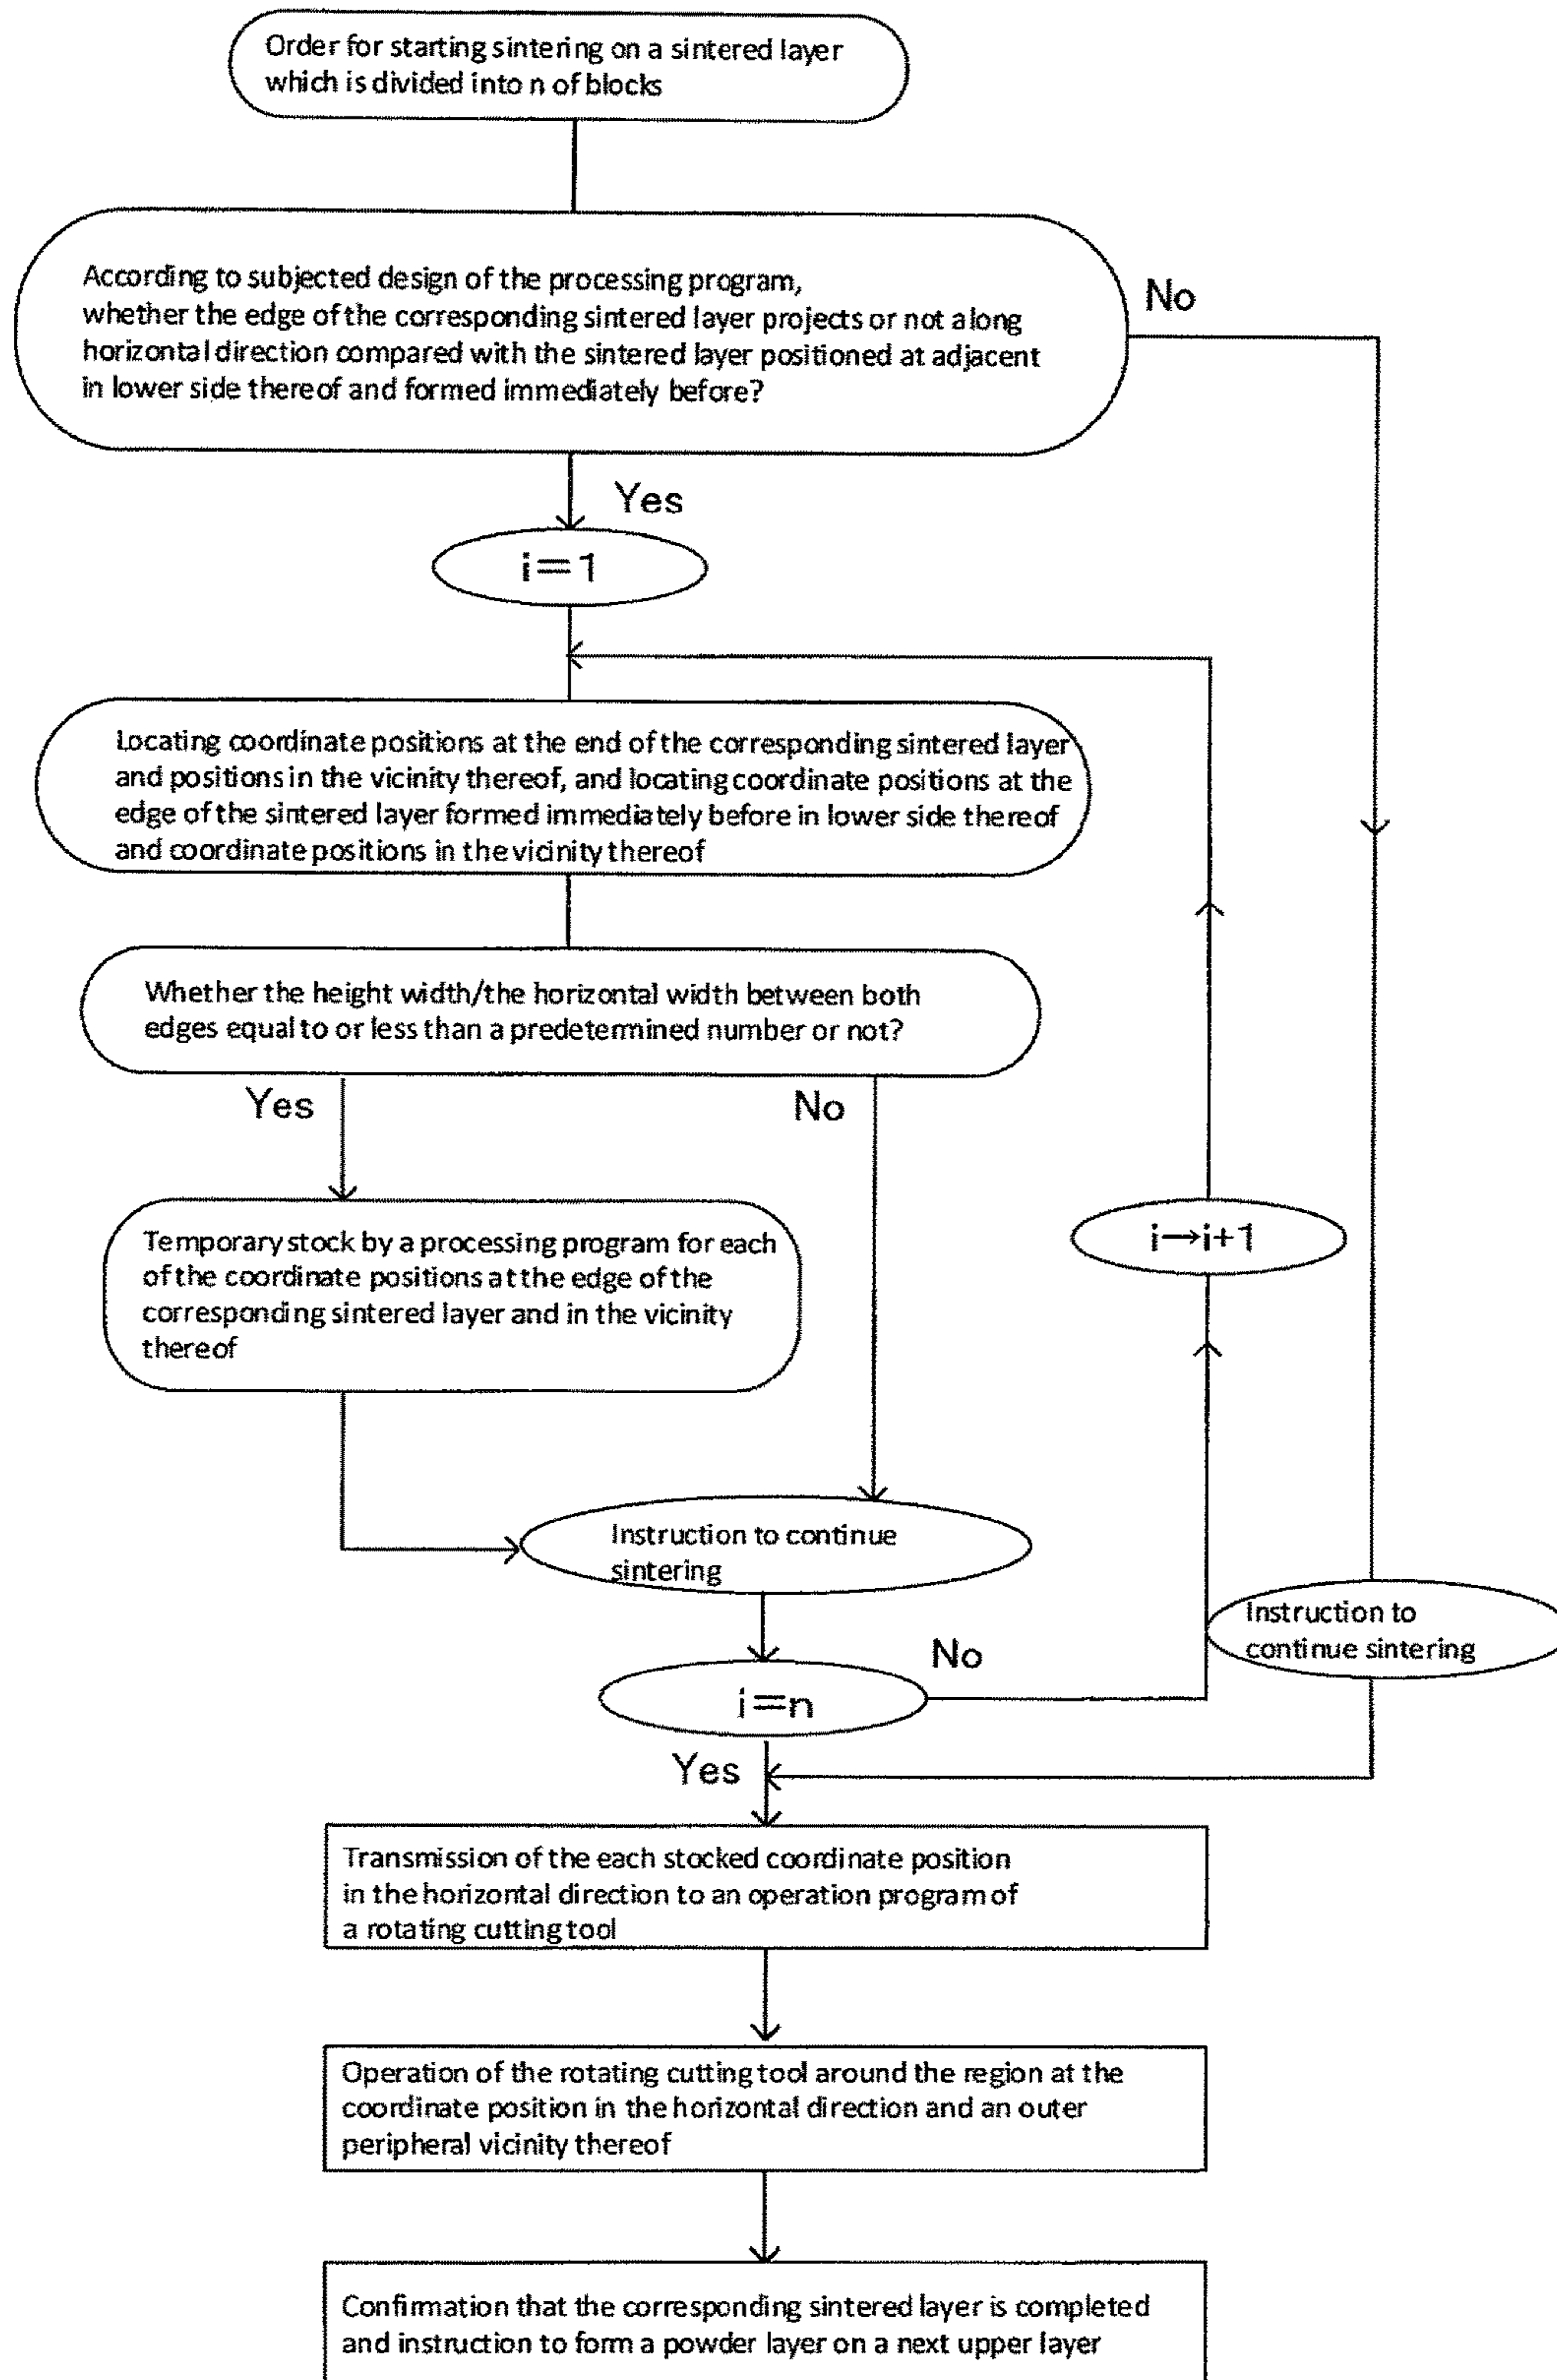 Order for starting sintering on a sintered layer
which is divided into n of blocks
According to subjected design of the processing program,
whether the edge of the corresponding sintered layer projects or not along
horizontal direction compared with the sintered layer positioned at adjacent
in lower side thereof and formed immediately before?
No
Yes
i=1
Locating coordinate positions at the end of the corresponding sintered layer
and positions in the vicinity thereof, and locating coordinate positions at the
edge of the sintered layer formed immediately before in lower side thereof
and coordinate positions in the vicinity thereof
Whether the height width/the horizontal width between both
edges equal to or less than a predetermined number or not?
Yes
No
Temporary stock by a processing program for each
of the coordinate positions at the edge of the
corresponding sintered layer and in the vicinity
thereof
i→i+1
Instruction to continue
sintering
Instruction to
continue sintering
No
i=n
Yes
Transmission of the each stocked coordinate position
in the horizontal direction to an operation program of
a rotating cutting tool
Operation of the rotating cutting tool around the region at the
coordinate position in the horizontal direction and an outer
peripheral vicinity thereof
Confirmation that the corresponding sintered layer is completed
and instruction to form a powder layer on a next upper layer